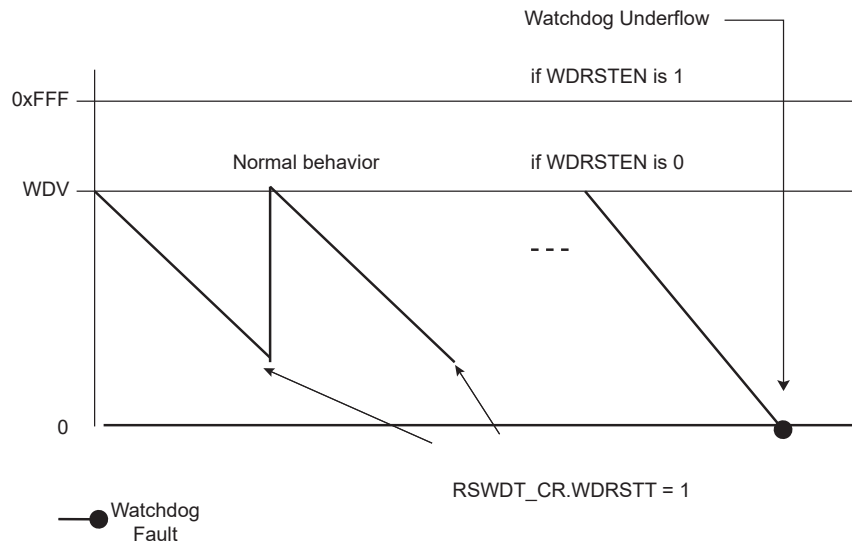 Watchdog Underflow
if WDRSTEN is 1
0xFFF
Normal behavior
if WDRSTEN is 0
WDV
0
RSWDT_CR.WDRSTT = 1
Watchdog
Fault